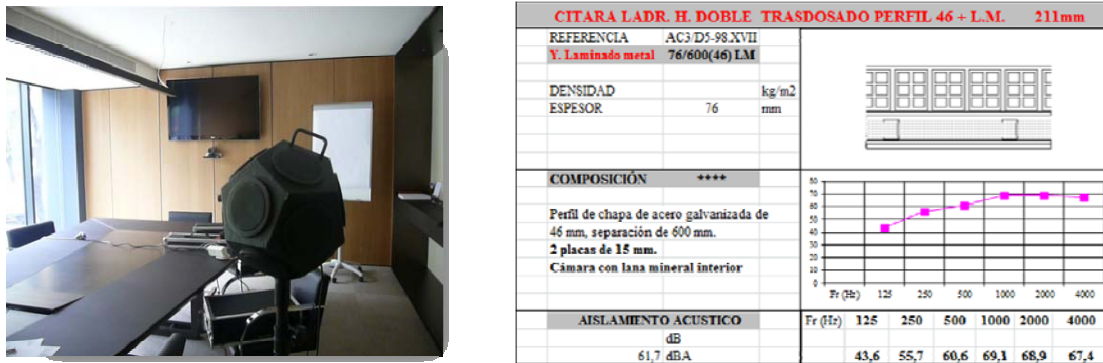 CITARA LADR. H. DOBLE TRASDOSADO PERFIL 46 + L.M. 211mm
REFERENCIA AC3/D5-98.XVII
Y. Laminado metal 76/600(46) LM
DENSIDAD kg/m2
ESPESOR 76 mm
COMPOSICIÓN ****
Perfil de chapa de acero galvanizada de
46 mm, separación de 600 mm.
2 placas de 15 mm.
Cámara con lana mineral interior
80
70
60
50
40
30
20
10
0
Fr (Hz) 125 250 500 1000 2000 4000
AISLAMIENTO ACUSTICO
Fr (Hz) 125 250 500 1000 2000 4000
dB
61,7 dBA 43,6 55,7 60,6 69,1 68,9 67,4